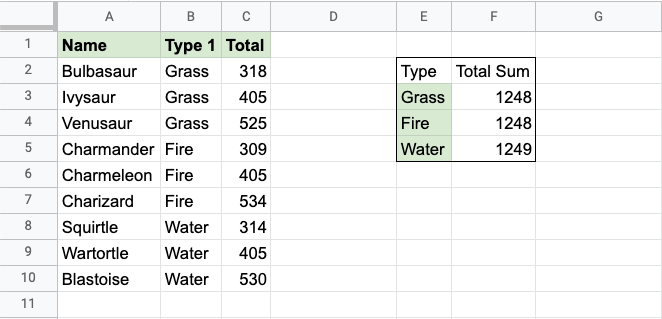 A B C D E F G
1 Name Type 1 Total
2 Bulbasaur Grass 318 Type Total Sum
3 Ivysaur Grass 405 Grass 1248
4 Venusaur Grass 525 Fire 1248
5 Charmander Fire 309 Water 1249
6 Charmeleon Fire 405
7 Charizard Fire 534
8 Squirtle Water 314
9 Wartortle Water 405
10 Blastoise Water 530
11